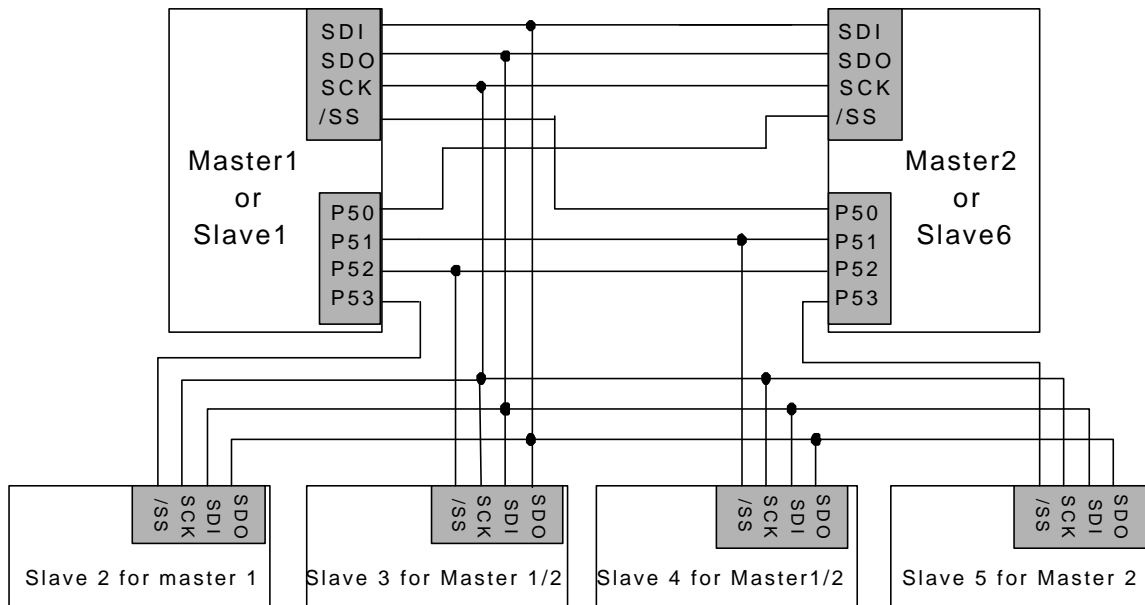 SDI
SDO
SCK
/SS
Master1
or
Slave1
P50
P51
P52
P53
SDI
SDO
SCK
/SS
Master2
or
Slave6
P50
P51
P52
P53
/SS
SCK
SDI
SDO
Slave 2 for master 1
/SS
SCK
SDI
SDO
Slave 3 for Master 1/2
/SS
SCK
SDI
SDO
Slave 4 for Master1/2
/SS
SCK
SDI
SDO
Slave 5 for Master 2